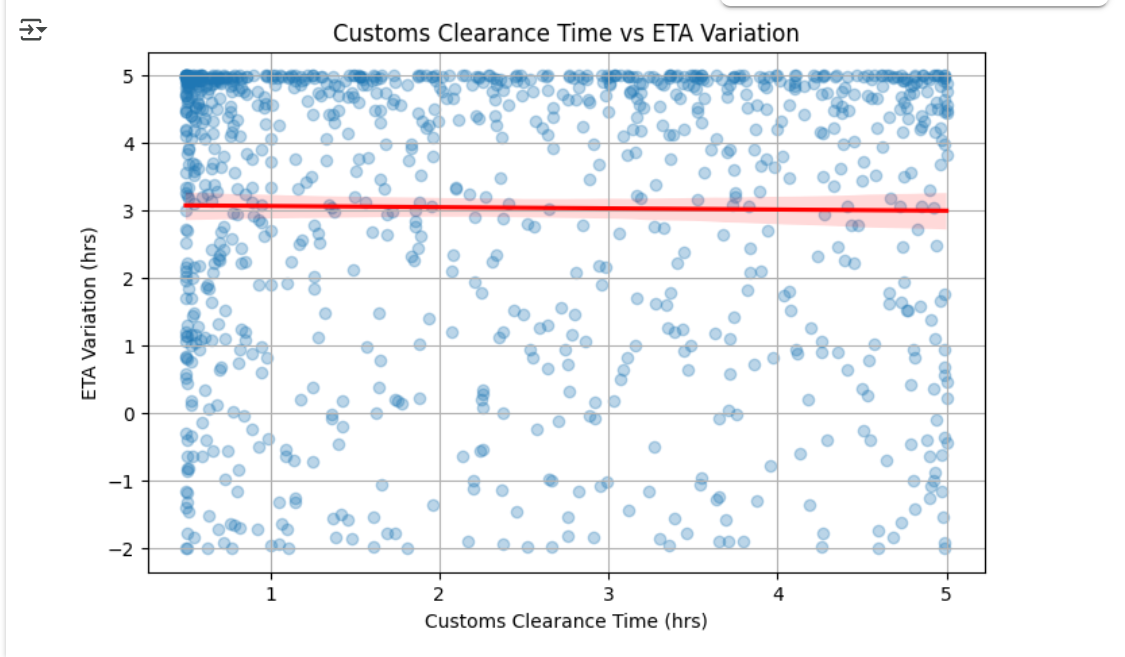 Customs Clearance Time vs ETA Variation
ETA Variation (hrs)
5
4
3
2
1
0
−1
−2
1 2 3 4 5
Customs Clearance Time (hrs)